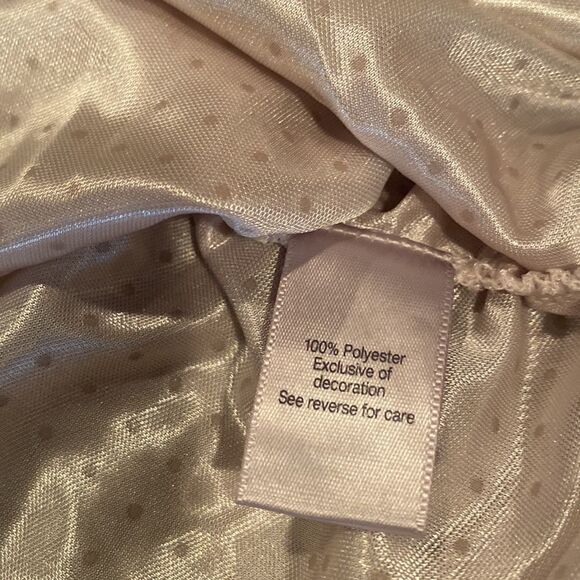 100% Polyester
Exclusive of
decoration
See reverse for care